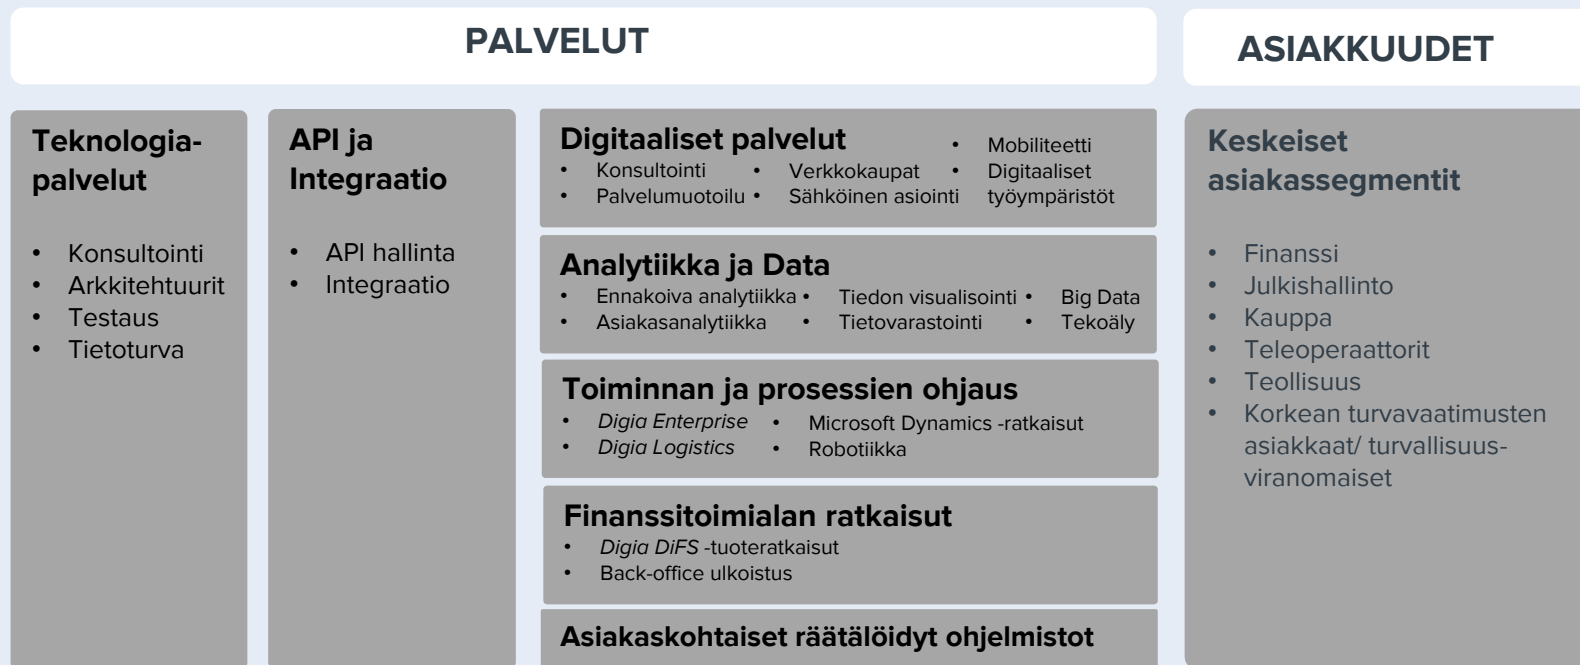 PALVELUT
ASIAKKUUDET
Teknologia-
palvelut
• Konsultointi
• Arkkitehtuurit
• Testaus
• Tietoturva
API ja
Integraatio
• API hallinta
• Integraatio
Digitaaliset palvelut
• Konsultointi
• Palvelumuotoilu
• Verkkokaupat
• Sähköinen asiointi
• Mobiliteetti
• Digitaaliset
työympäristöt
Analytiikka ja Data
• Ennakoiva analytiikka
• Asiakasanalytiikka
• Tiedon visualisointi
• Tietovarastointi
• Big Data
• Tekoäly
Toiminnan ja prosessien ohjaus
• Digia Enterprise
• Digia Logistics
• Microsoft Dynamics -ratkaisut
• Robotiikka
Finanssitoimialan ratkaisut
• Digia DiFS -tuoteratkaisut
• Back-office ulkoistus
Asiakaskohtaiset räätälöidyt ohjelmistot
Keskeiset
asiakassegmentit
• Finanssi
• Julkishallinto
• Kauppa
• Teleoperaattorit
• Teollisuus
• Korkean turvavaatimusten
asiakkaat/ turvallisuus-
viranomaiset